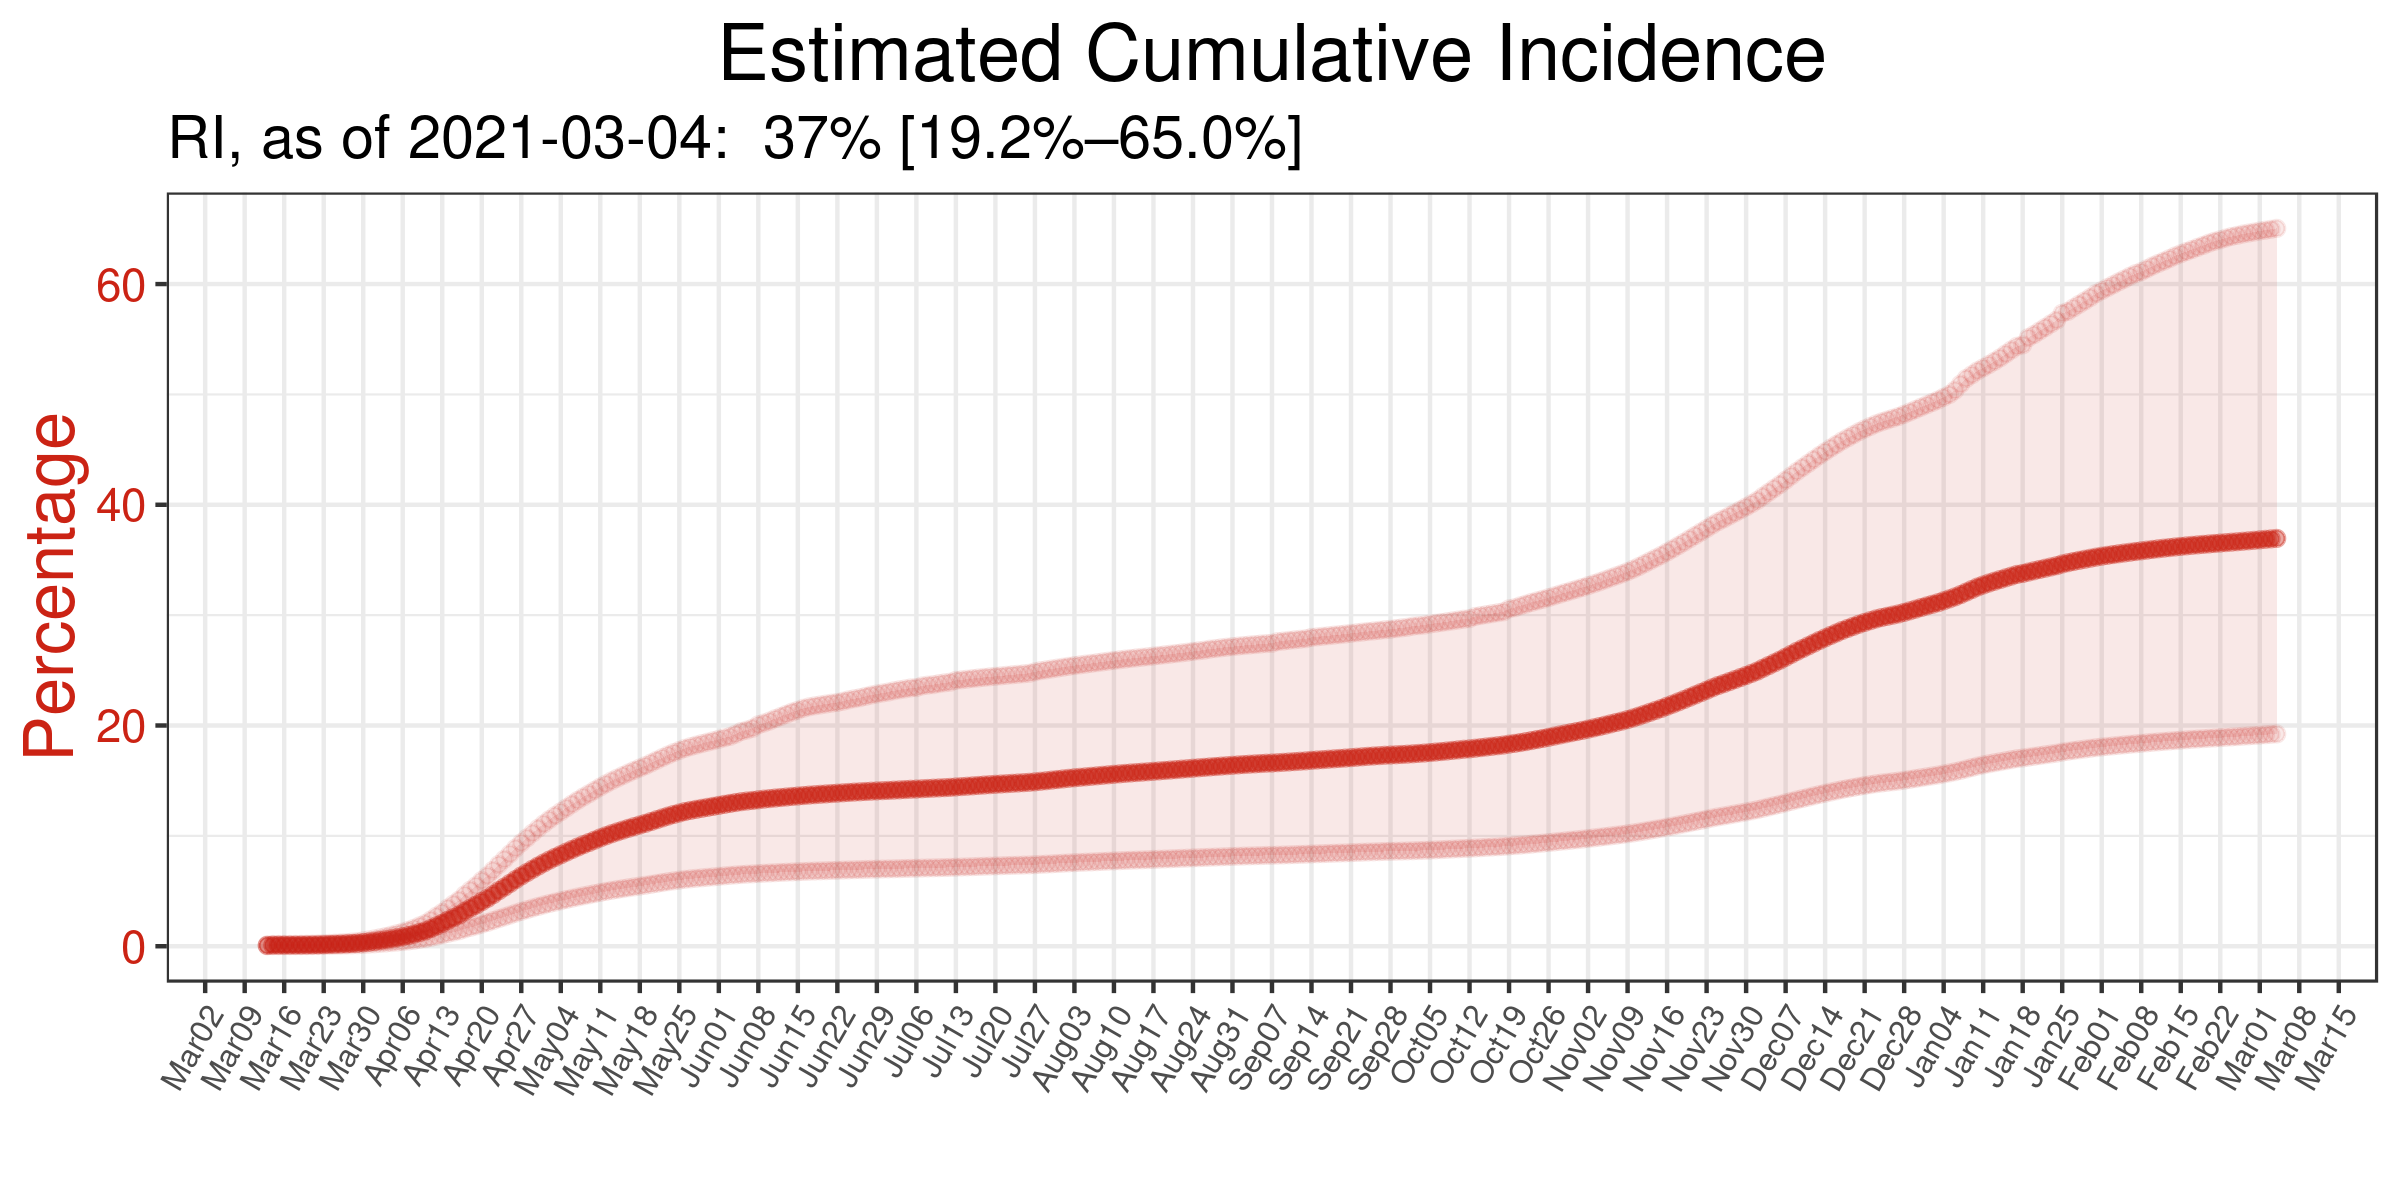 Estimated Cumulative Incidence
RI, as of 2021-03-04:  37% [19.2%–65.0%]
Percentage
60
40
20
0
Mar02
Mar09
Mar16
Mar23
Mar30
Apr06
Apr13
Apr20
Apr27
May04
May11
May18
May25
Jun01
Jun08
Jun15
Jun22
Jun29
Jul06
Jul13
Jul20
Jul27
Aug03
Aug10
Aug17
Aug24
Aug31
Sep07
Sep14
Sep21
Sep28
Oct05
Oct12
Oct19
Oct26
Nov02
Nov09
Nov16
Nov23
Nov30
Dec07
Dec14
Dec21
Dec28
Jan04
Jan11
Jan18
Jan25
Feb01
Feb08
Feb15
Feb22
Mar01
Mar08
Mar15